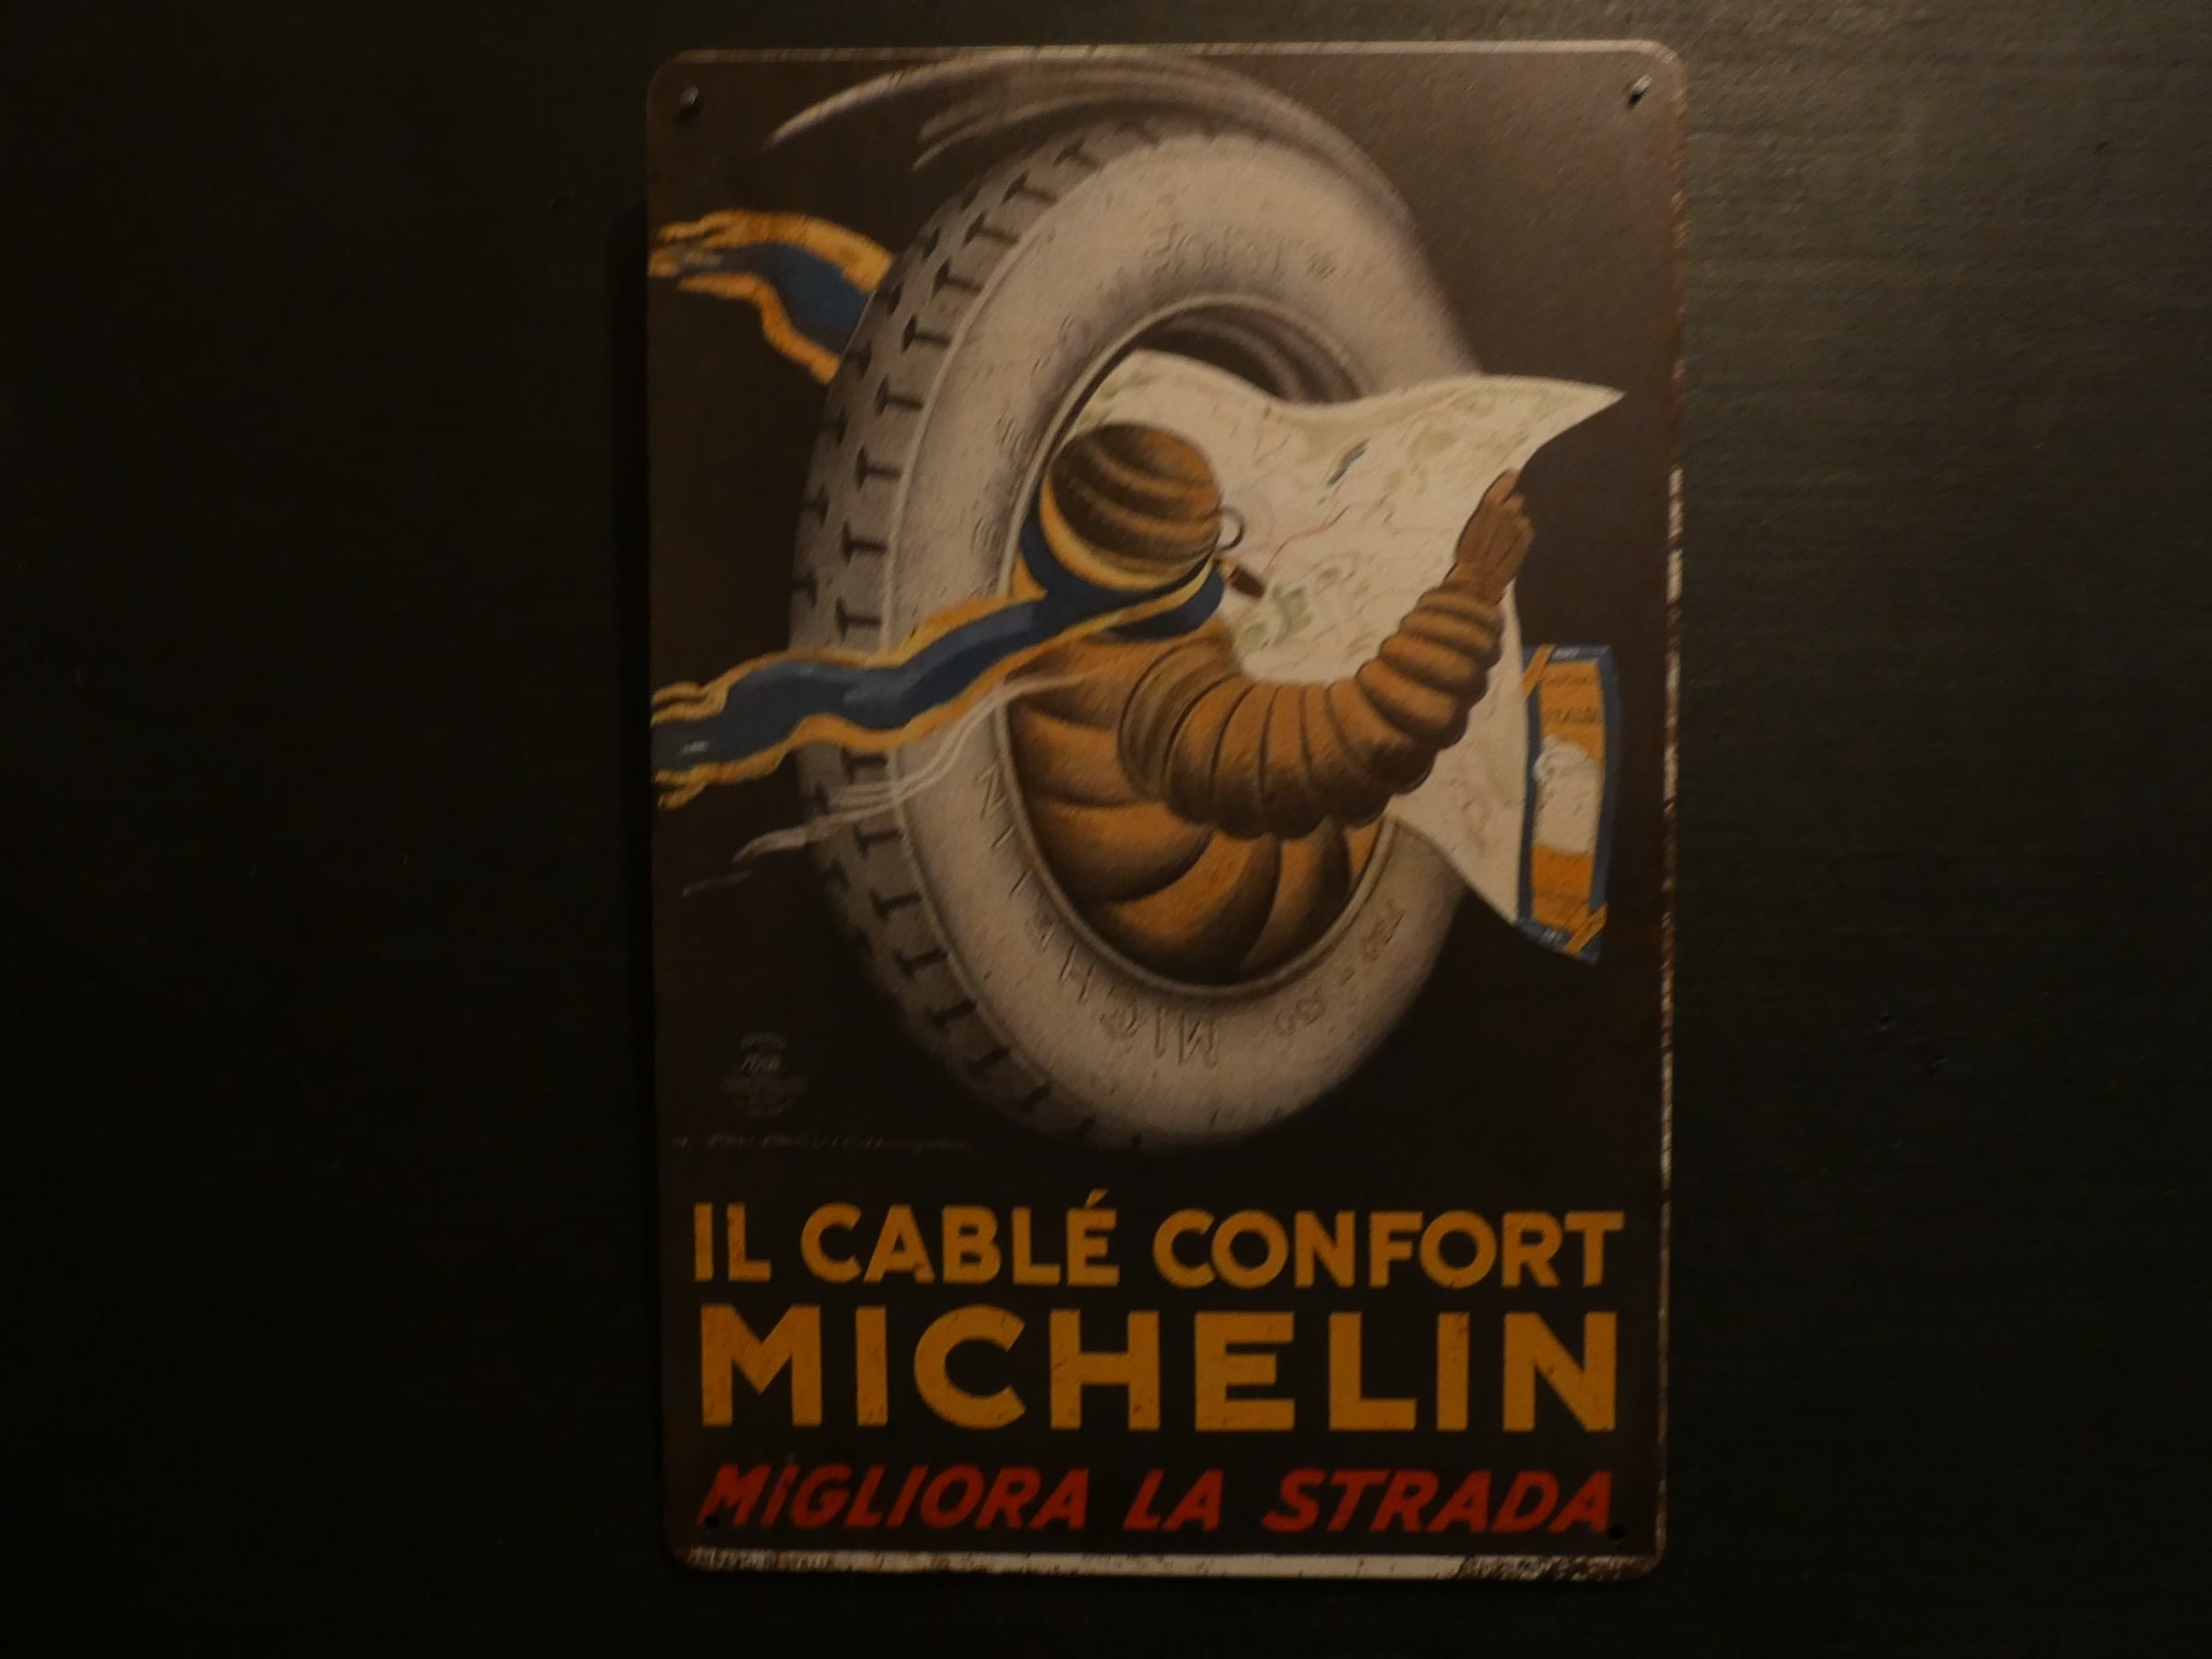 IL CABLÉ CONFORT
MICHELIN
MIGLIORA LA STRADA